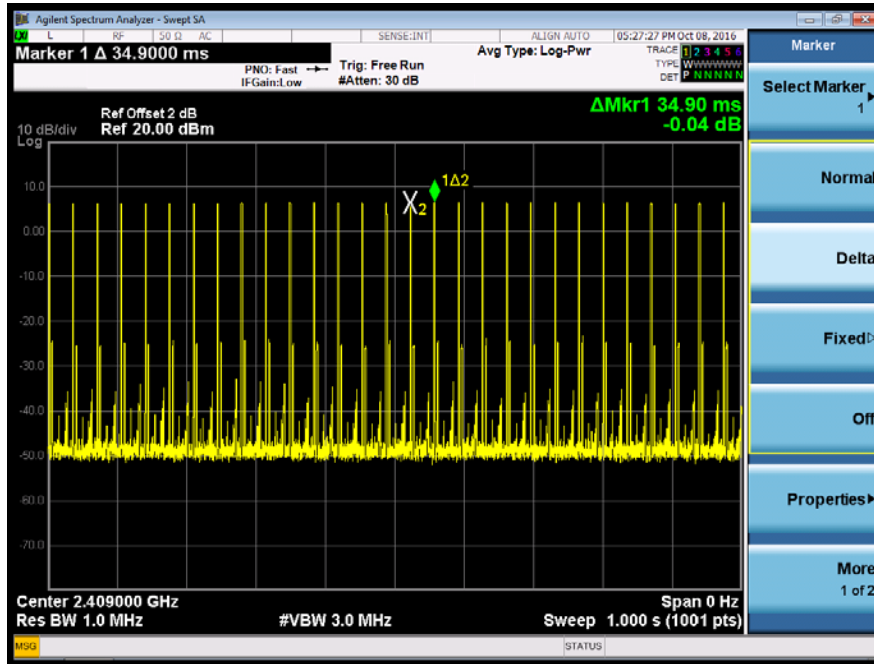 Agilent Spectrum Analyzer - Swept SA
LXI L RF 50 Ω AC SENSE:INT ALIGN AUTO 05:27:27 PM Oct 08, 2016
Marker 1 Δ 34.9000 ms
PNO: Fast
IFGain:Low
Trig: Free Run
#Atten: 30 dB
Avg Type: Log-Pwr
TRACE 1 2 3 4 5 6
TYPE WWWWWWW
DET P N N N N N
Ref Offset 2 dB
10 dB/div Ref 20.00 dBm
Log
ΔMkr1 34.90 ms
-0.04 dB
10.0
0.00
-10.0
-20.0
-30.0
-40.0
-50.0
-60.0
-70.0
X2
1Δ2
Center 2.409000 GHz Span 0 Hz
Res BW 1.0 MHz #VBW 3.0 MHz Sweep 1.000 s (1001 pts)
MSG STATUS
Marker
Select Marker
1
Normal
Delta
Fixed
Off
Properties
More
1 of 2